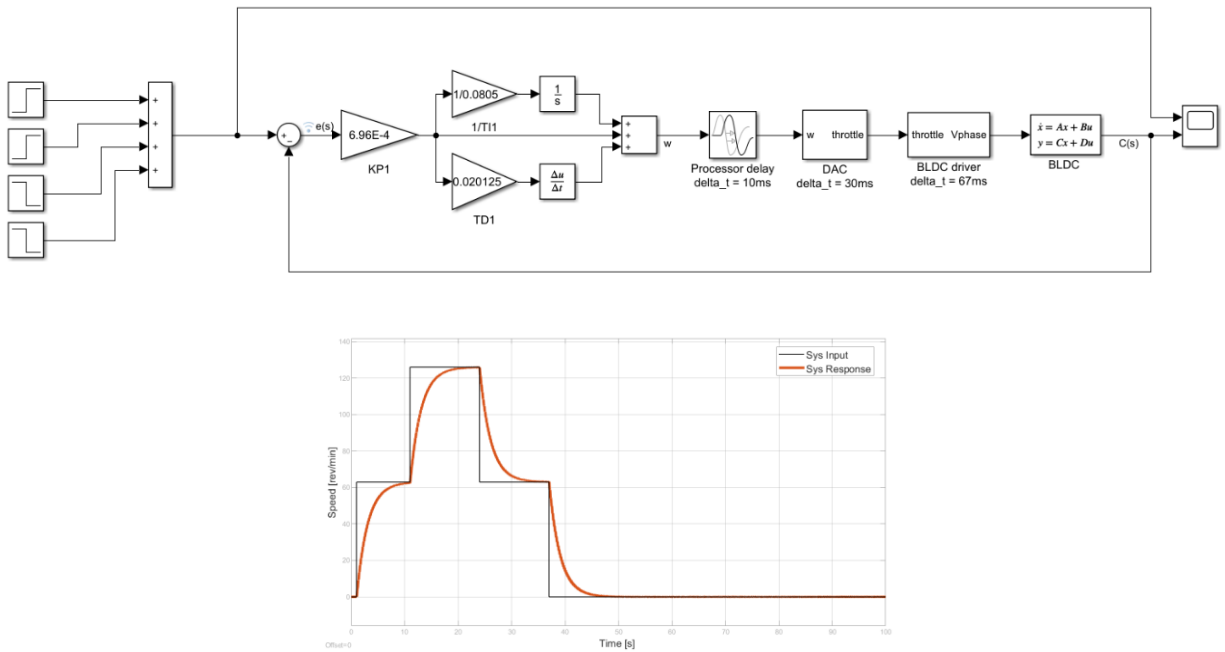 +
+
+
+
+
−
e(s)
6.96E-4
KP1
1/0.0805
1/TI1
1
s
0.020125
TD1
Δu
Δt
+
+
+
w
Processor delay
delta_t = 10ms
w throttle
DAC
delta_t = 30ms
throttle Vphase
BLDC driver
delta_t = 67ms
ẋ = Ax + Bu
y = Cx + Du
BLDC
C(s)
Sys Input
Sys Response
Speed [rev/min]
140
120
100
80
60
40
20
0
0 10 20 30 40 50 60 70 80 90 100
Time [s]
Offset=0